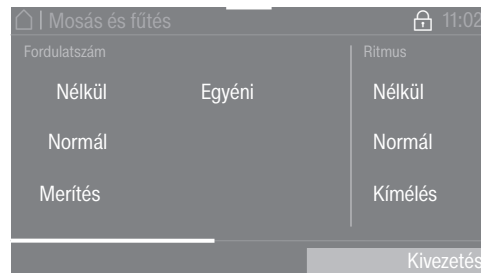 | Mosás és fűtés 11:02
Fordulatszám Ritmus
Nélkül Egyéni Nélkül
Normál Normál
Merítés Kímélés
Kivezetés